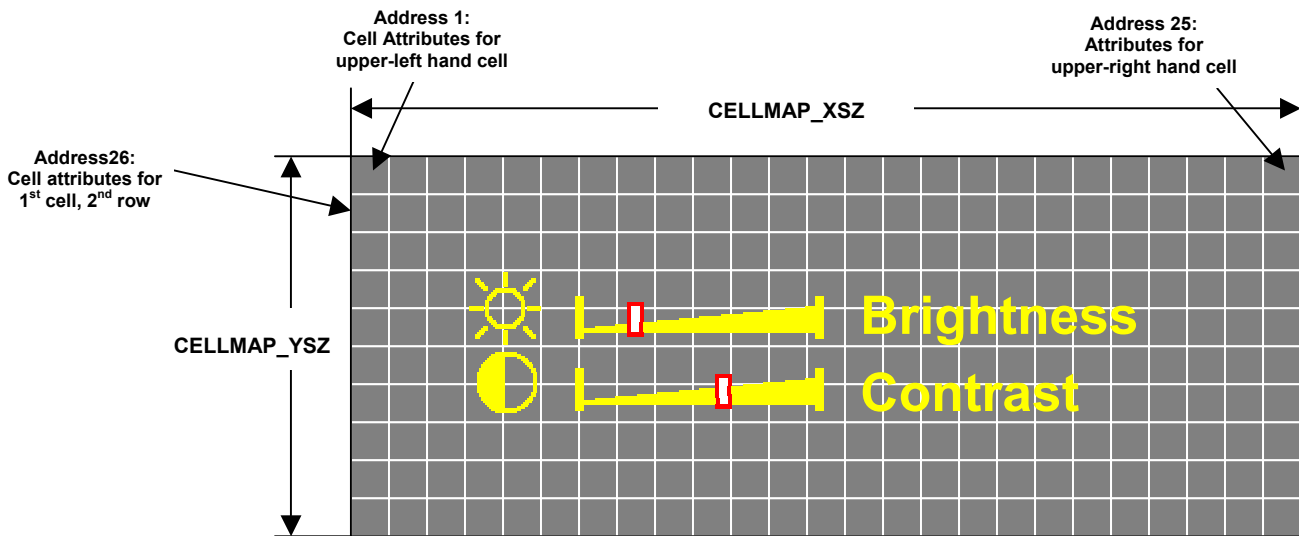 Address 1:
Cell Attributes for
upper-left hand cell
Address 25:
Attributes for
upper-right hand cell
CELLMAP_XSZ
Address26:
Cell attributes for
1st cell, 2nd row
CELLMAP_YSZ
Brightness
Contrast